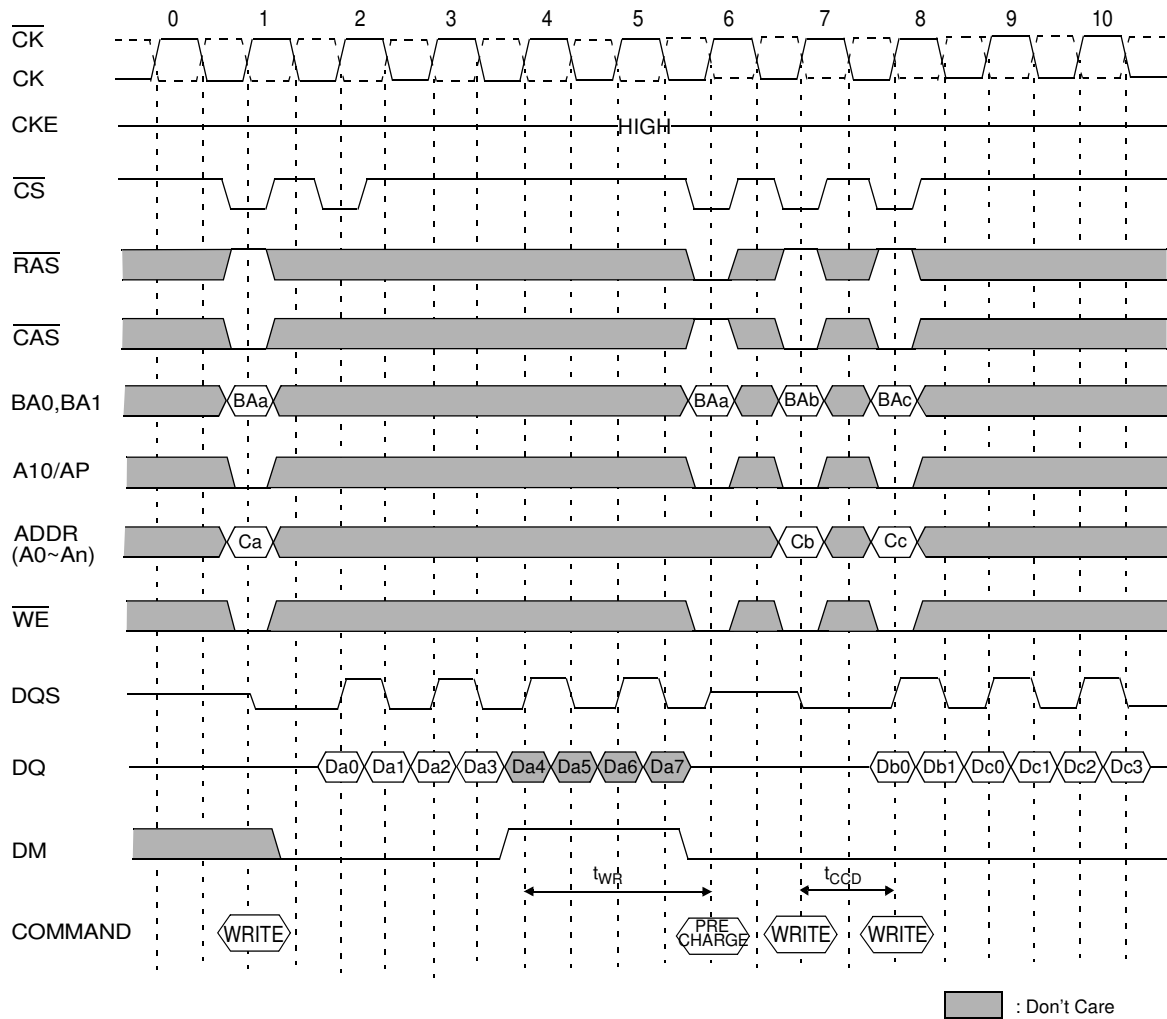 0 1 2 3 4 5 6 7 8 9 10
CK
CK
CKE HIGH
CS
RAS
CAS
BA0,BA1 BAa BAa BAb BAc
A10/AP
ADDR
(A0~An) Ca Cb Cc
WE
DQS
DQ Da0 Da1 Da2 Da3 Da4 Da5 Da6 Da7 Db0 Db1 Dc0 Dc1 Dc2 Dc3
DM
tWR tCCD
COMMAND WRITE PRE CHARGE WRITE WRITE
: Don't Care